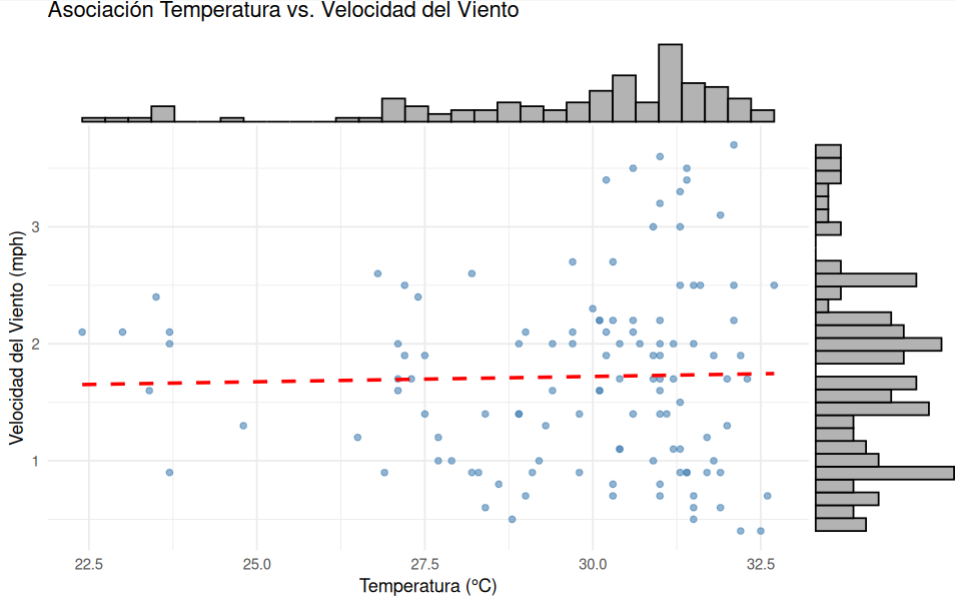 Asociación Temperatura vs. Velocidad del Viento
Velocidad del Viento (mph)
3
2
1
22.5 25.0 27.5 30.0 32.5
Temperatura (°C)